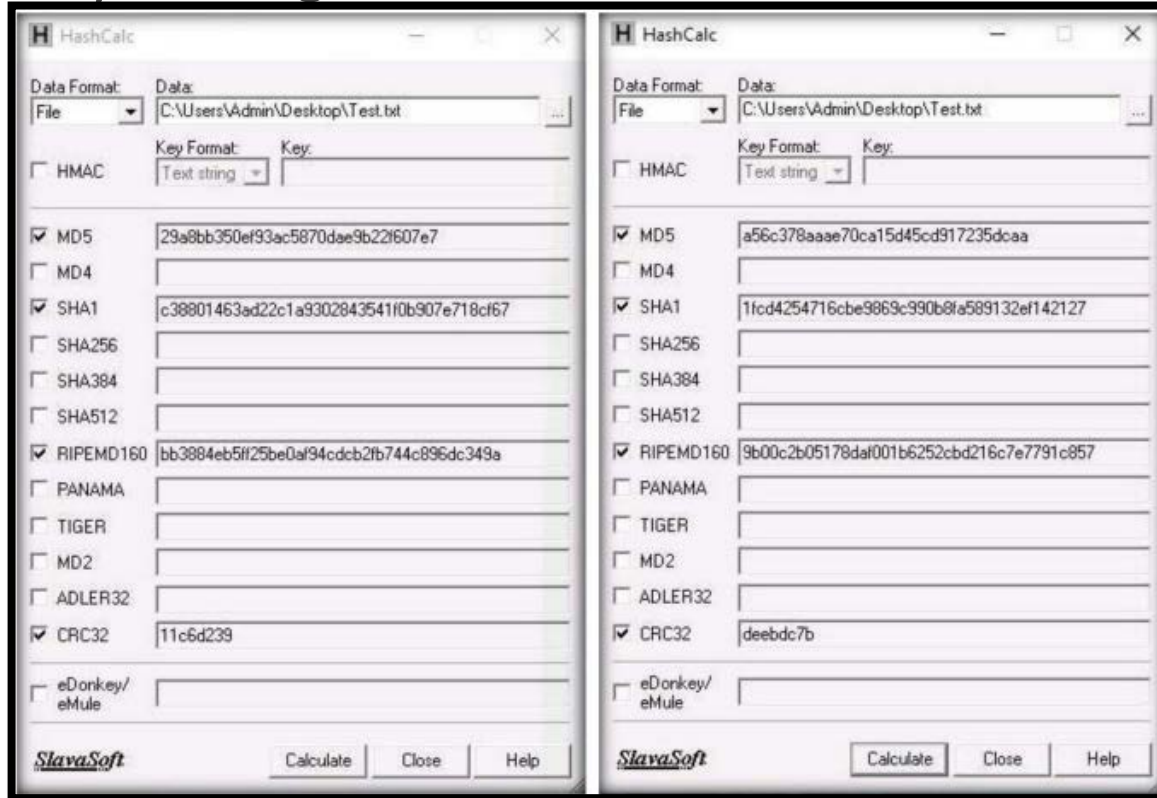 HashCalc
Data Format:
Data:
File
C:\Users\Admin\Desktop\Test.txt
...
HMAC
Key Format:
Key:
Text string
MD5
29a8bb350ef93ac5870dae9b22f607e7
MD4
SHA1
c38801463ad22c1a9302843541f0b907e718cf67
SHA256
SHA384
SHA512
RIPEMD160
bb3884eb5ff25be0af94cdcb2fb744c896dc349a
PANAMA
TIGER
MD2
ADLER32
CRC32
11c6d239
eDonkey/
eMule
SlavaSoft
Calculate
Close
Help
HashCalc
Data Format:
Data:
File
C:\Users\Admin\Desktop\Test.txt
...
HMAC
Key Format:
Key:
Text string
MD5
a56c378aaae70ca15d45cd917235dcaa
MD4
SHA1
1fcd4254716cbe9869c990b8fa589132ef142127
SHA256
SHA384
SHA512
RIPEMD160
9b00c2b05178daf001b6252cbd216c7e7791c857
PANAMA
TIGER
MD2
ADLER32
CRC32
deebdc7b
eDonkey/
eMule
SlavaSoft
Calculate
Close
Help